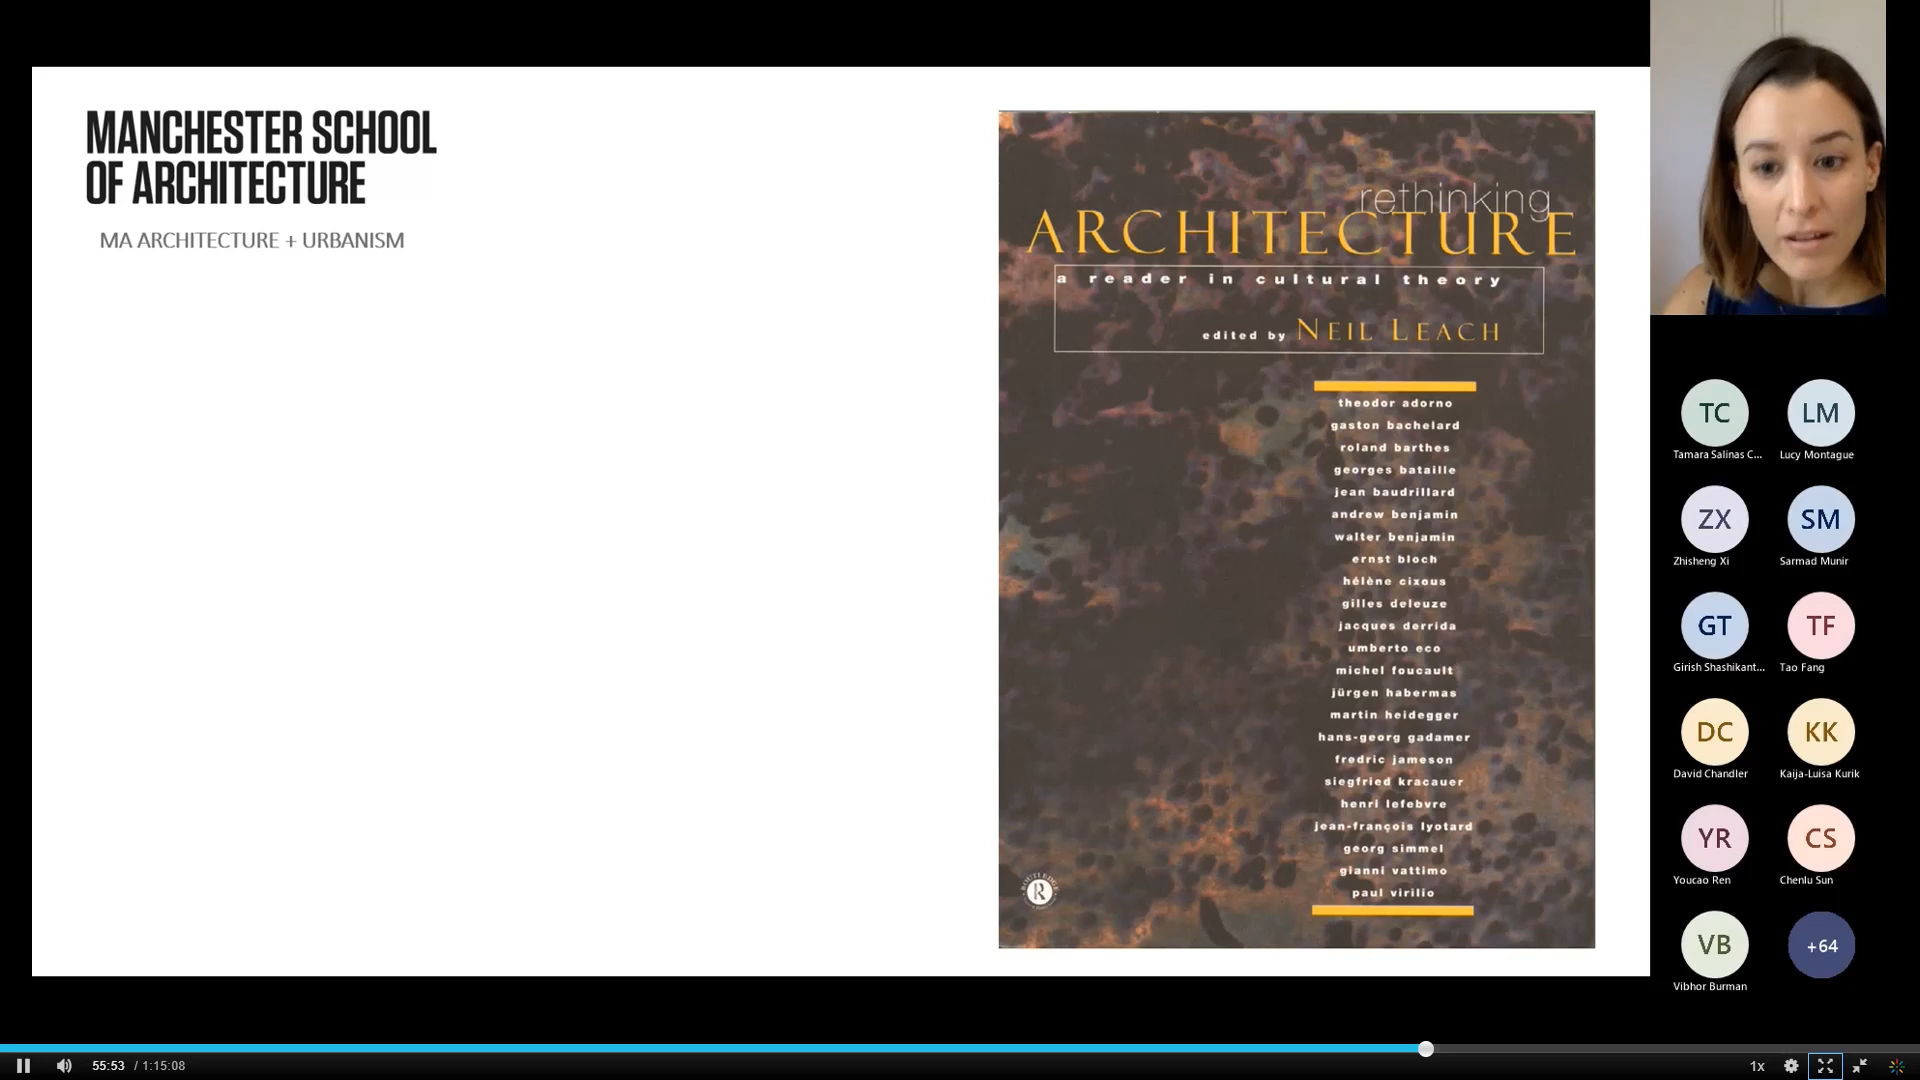 MANCHESTER SCHOOL
OF ARCHITECTURE
MA ARCHITECTURE + URBANISM
rethinking
ARCHITECTURE
a reader in cultural theory
edited by NEIL LEACH
theodor adorno
gaston bachelard
roland barthes
georges bataille
jean baudrillard
andrew benjamin
walter benjamin
ernst bloch
hélène cixous
gilles deleuze
jacques derrida
umberto eco
michel foucault
jürgen habermas
martin heidegger
hans-georg gadamer
fredric jameson
siegfried kracauer
henri lefebvre
jean-françois lyotard
georg simmel
gianni vattimo
paul virilio
ROUTLEDGE
R
TC LM
Tamara Salinas C... Lucy Montague
ZX SM
Zhisheng Xi Sarmad Munir
GT TF
Girish Shashikant... Tao Fang
DC KK
David Chandler Kaija-Luisa Kurik
YR CS
Youcao Ren Chenlu Sun
VB +64
Vibhor Burman
55:53 / 1:15:08
1x